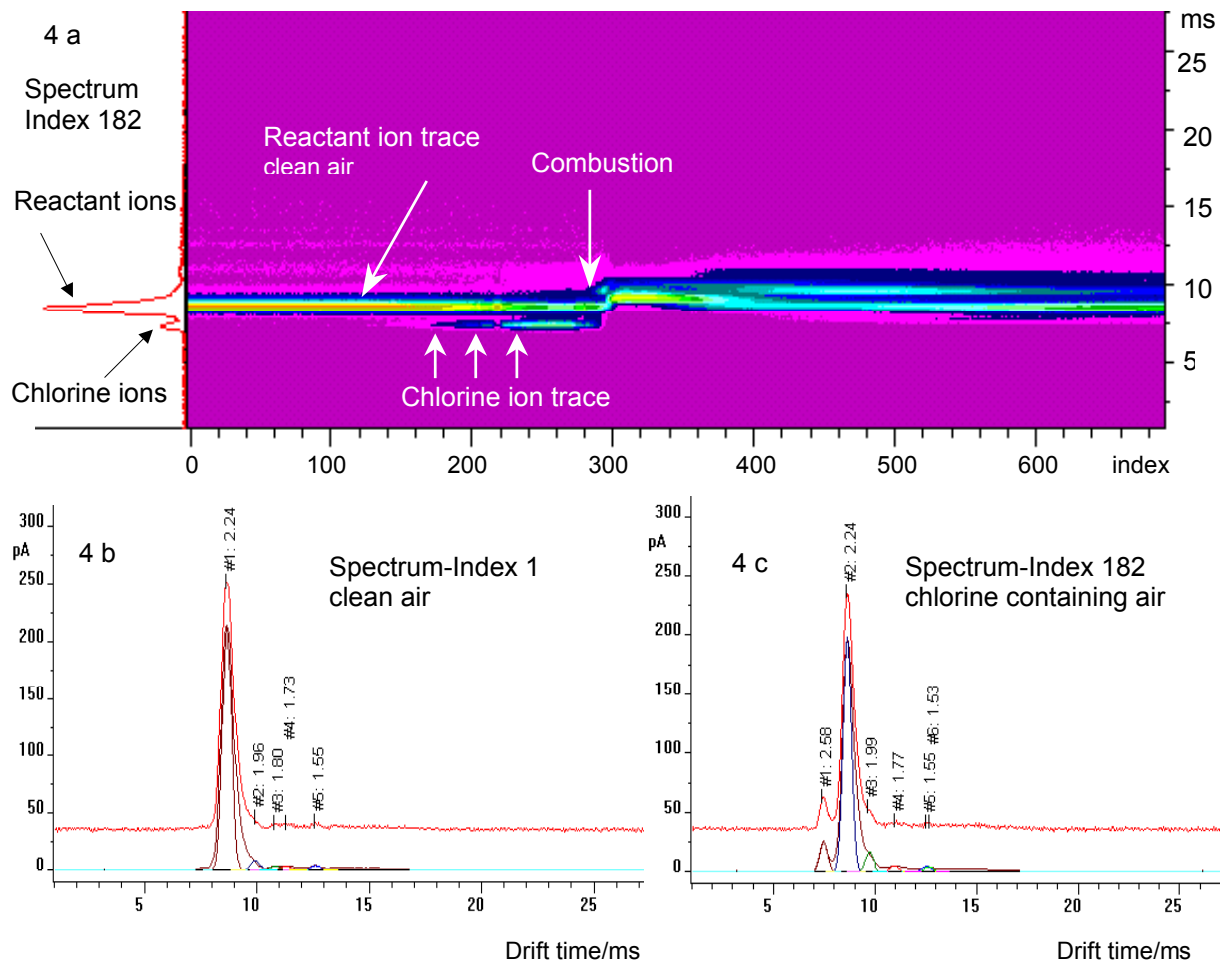 4 a
ms
Spectrum
Index 182
25
20
Reactant ion trace
clean air
Combustion
Reactant ions
15
10
Chlorine ions
Chlorine ion trace
5
0 100 200 300 400 500 600 index
300
pA
250
200
150
100
50
0
4 b
#1: 2.24
Spectrum-Index 1
clean air
#2: 1.96
#3: 1.80
#4: 1.73
#5: 1.55
5 10 15 20 25
Drift time/ms
300
pA
250
200
150
100
50
0
4 c
#2: 2.24
Spectrum-Index 182
chlorine containing air
#1: 2.58
#3: 1.99
#4: 1.77
#5: 1.55
#6: 1.53
5 10 15 20 25
Drift time/ms